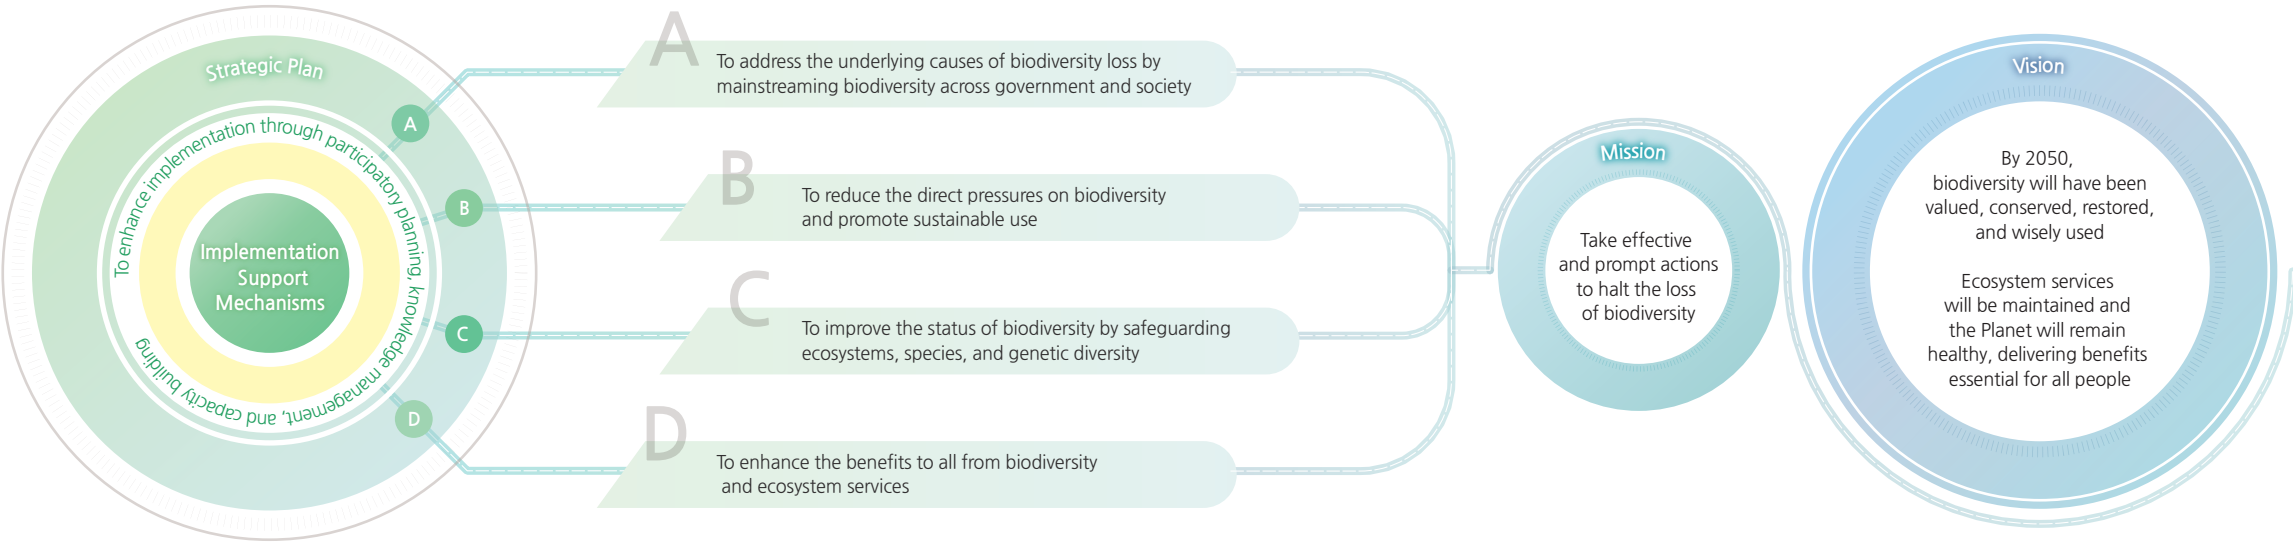 Strategic Plan
To enhance implementation through participatory planning, knowledge management, and capacity building
Implementation
Support
Mechanisms
A
B
C
D
A
To address the underlying causes of biodiversity loss by
mainstreaming biodiversity across government and society
B
To reduce the direct pressures on biodiversity
and promote sustainable use
C
To improve the status of biodiversity by safeguarding
ecosystems, species, and genetic diversity
D
To enhance the benefits to all from biodiversity
and ecosystem services
Mission
Take effective
and prompt actions
to halt the loss
of biodiversity
Vision
By 2050,
biodiversity will have been
valued, conserved, restored,
and wisely used
Ecosystem services
will be maintained and
the Planet will remain
healthy, delivering benefits
essential for all people